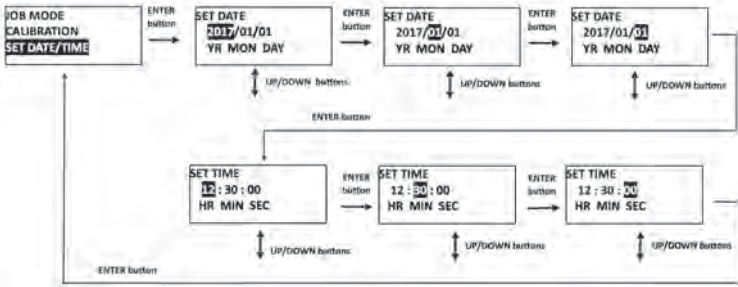 JOB MODE
CALIBRATION
SET DATE/TIME
ENTER
button
SET DATE
2017/01/01
YR MON DAY
UP/DOWN buttons
ENTER
button
SET DATE
2017/01/01
YR MON DAY
UP/DOWN buttons
ENTER
button
SET DATE
2017/01/01
YR MON DAY
UP/DOWN buttons
ENTER button
SET TIME
12 : 30 : 00
HR MIN SEC
UP/DOWN buttons
ENTER
button
SET TIME
12 : 30 : 00
HR MIN SEC
UP/DOWN buttons
ENTER
button
SET TIME
12 : 30 : 00
HR MIN SEC
UP/DOWN buttons
ENTER button